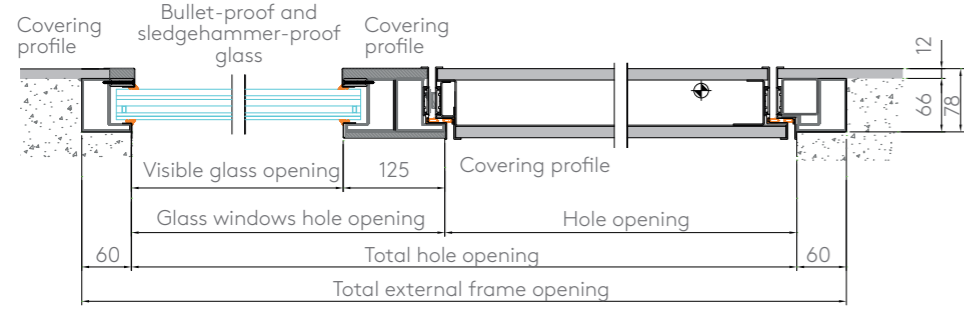 Bullet-proof and
sledgehammer-proof
glass
Covering
profile
Covering
profile
12
66
78
Visible glass opening
125
Covering profile
Glass windows hole opening
Hole opening
60
Total hole opening
60
Total external frame opening